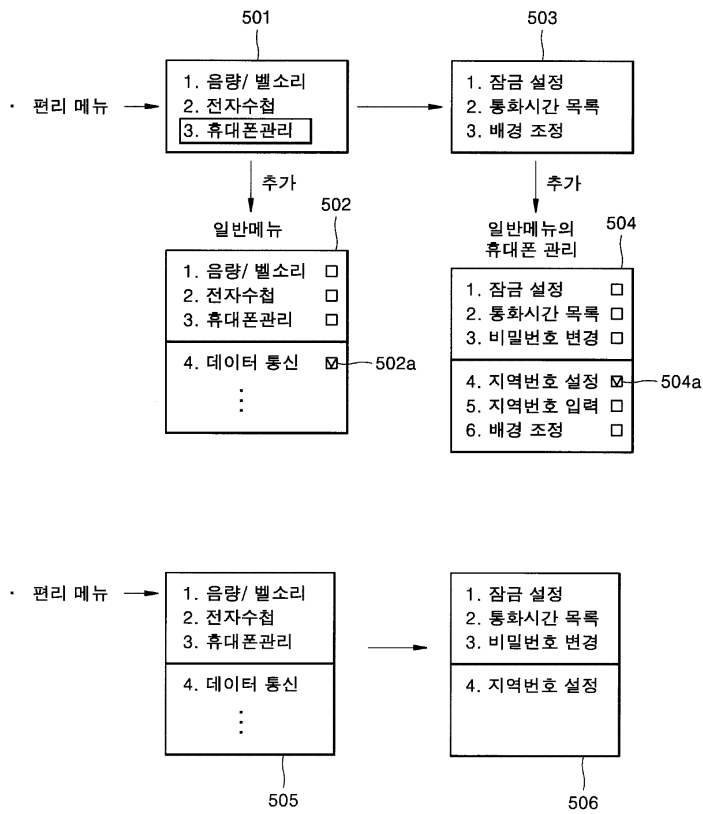 501
503
· 편리 메뉴
1. 음량/ 벨소리
2. 전자수첩
3. 휴대폰관리
1. 잠금 설정
2. 통화시간 목록
3. 배경 조정
추가
추가
일반메뉴
502
일반메뉴의
휴대폰 관리
504
1. 음량/ 벨소리 □
2. 전자수첩 □
3. 휴대폰관리 □
4. 데이터 통신 ☑
502a
⋮
1. 잠금 설정 □
2. 통화시간 목록 □
3. 비밀번호 변경 □
4. 지역번호 설정 ☑
504a
5. 지역번호 입력 □
6. 배경 조정 □
· 편리 메뉴
1. 음량/ 벨소리
2. 전자수첩
3. 휴대폰관리
4. 데이터 통신
⋮
505
1. 잠금 설정
2. 통화시간 목록
3. 비밀번호 변경
4. 지역번호 설정
506